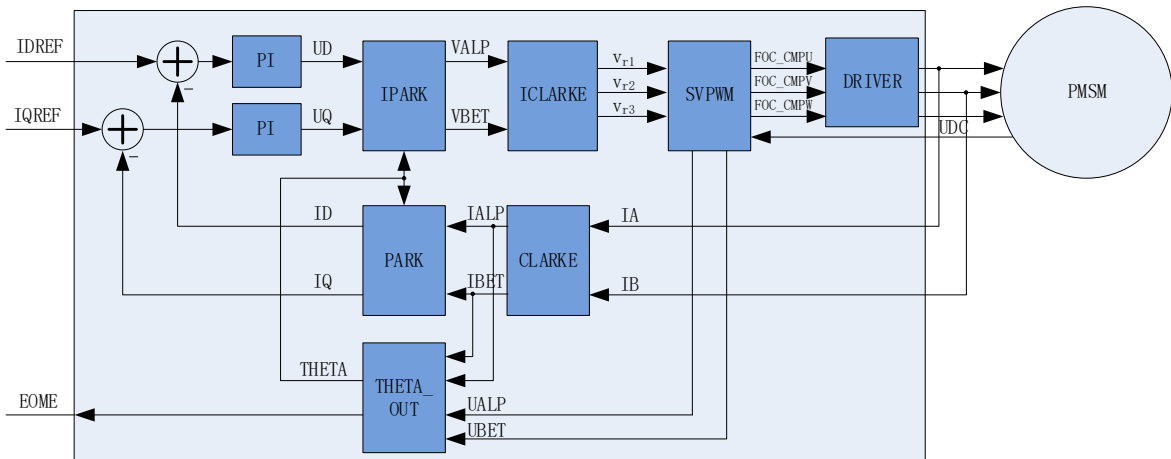 IDREF
PI
UD
IPARK
VALP
ICLARKE
vr1
vr2
vr3
SVPWM
FOC_CMPU
FOC_CMPV
FOC_CMPW
DRIVER
PMSM
IQREF
PI
UQ
VBET
UDC
-
-
ID
PARK
IALP
CLARKE
IA
IQ
IBET
IB
THETA
THETA_
OUT
EOME
UALP
UBET